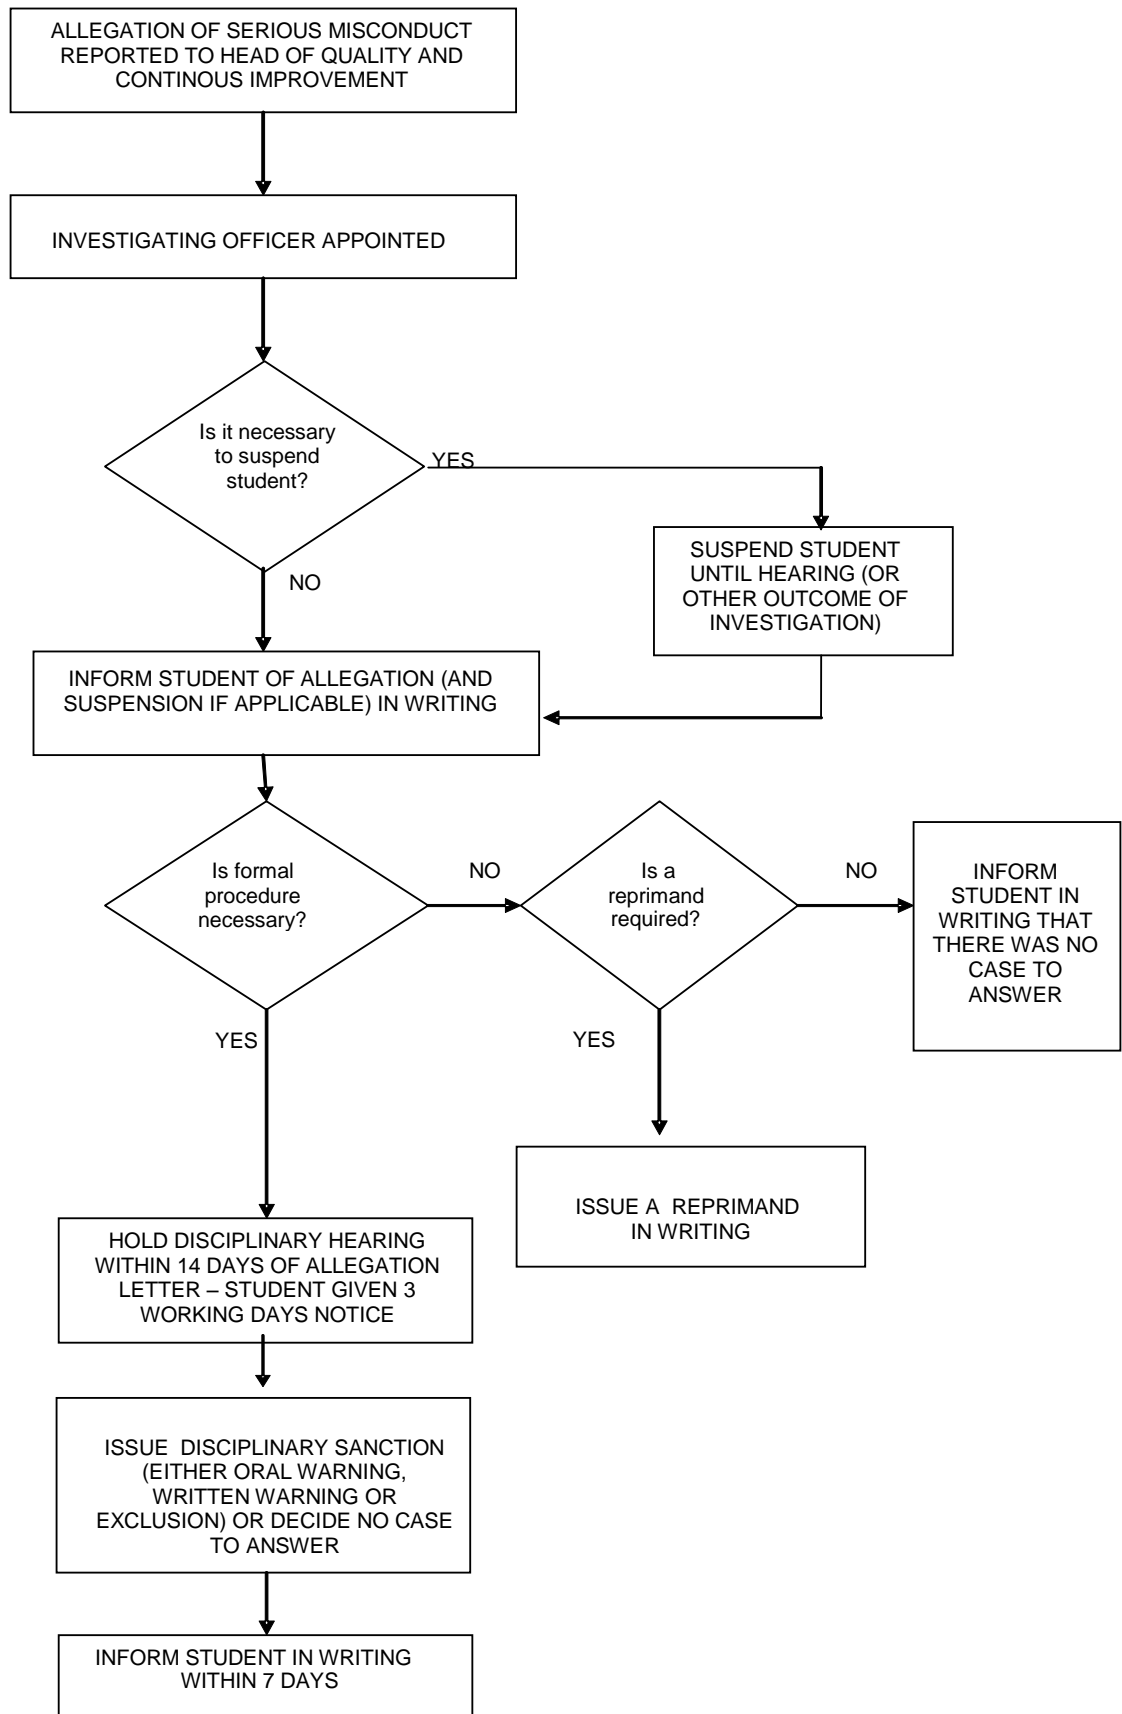 ALLEGATION OF SERIOUS MISCONDUCT
REPORTED TO HEAD OF QUALITY AND
CONTINOUS IMPROVEMENT
INVESTIGATING OFFICER APPOINTED
Is it necessary
to suspend
student?
YES
NO
SUSPEND STUDENT
UNTIL HEARING (OR
OTHER OUTCOME OF
INVESTIGATION)
INFORM STUDENT OF ALLEGATION (AND
SUSPENSION IF APPLICABLE) IN WRITING
Is formal
procedure
necessary?
NO
Is a
reprimand
required?
NO
INFORM
STUDENT IN
WRITING THAT
THERE WAS NO
CASE TO
ANSWER
YES
YES
ISSUE A  REPRIMAND
IN WRITING
HOLD DISCIPLINARY HEARING
WITHIN 14 DAYS OF ALLEGATION
LETTER – STUDENT GIVEN 3
WORKING DAYS NOTICE
ISSUE  DISCIPLINARY SANCTION
(EITHER ORAL WARNING,
WRITTEN WARNING OR
EXCLUSION) OR DECIDE NO CASE
TO ANSWER
INFORM STUDENT IN WRITING
WITHIN 7 DAYS